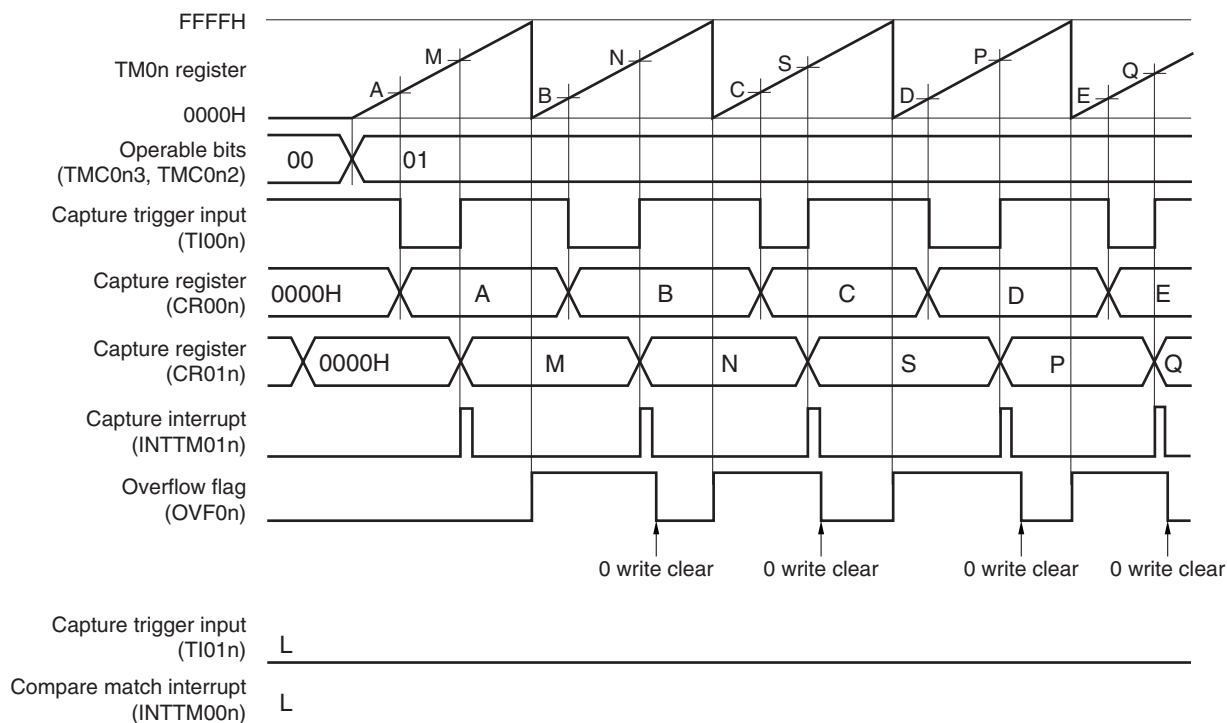 FFFFH
TM0n register
0000H
M
A
N
B
S
C
P
D
Q
E
Operable bits
(TMC0n3, TMC0n2)
00
01
Capture trigger input
(TI00n)
Capture register
(CR00n)
0000H
A
B
C
D
E
Capture register
(CR01n)
0000H
M
N
S
P
Q
Capture interrupt
(INTTM01n)
Overflow flag
(OVF0n)
0 write clear
0 write clear
0 write clear
0 write clear
Capture trigger input
(TI01n)
L
Compare match interrupt
(INTTM00n)
L